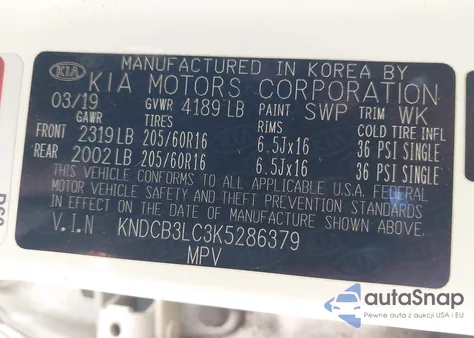 MANUFACTURED IN KOREA BY
KIA KIA MOTORS CORPORATION
03/19 GVWR 4189 LB PAINT SWP TRIM WK
GAWR TIRES RIMS COLD TIRE INFL
FRONT 2319 LB 205/60R16 6.5Jx16 36 PSI SINGLE
REAR 2002 LB 205/60R16 6.5Jx16 36 PSI SINGLE
THIS VEHICLE CONFORMS TO ALL APPLICABLE U.S.A. FEDERAL
MOTOR VEHICLE SAFETY AND THEFT PREVENTION STANDARDS
IN EFFECT ON THE DATE OF MANUFACTURE SHOWN ABOVE.
V.I.N KNDCB3LC3K5286379
MPV
autoSnap
Pewne auta z aukcji USA i EU